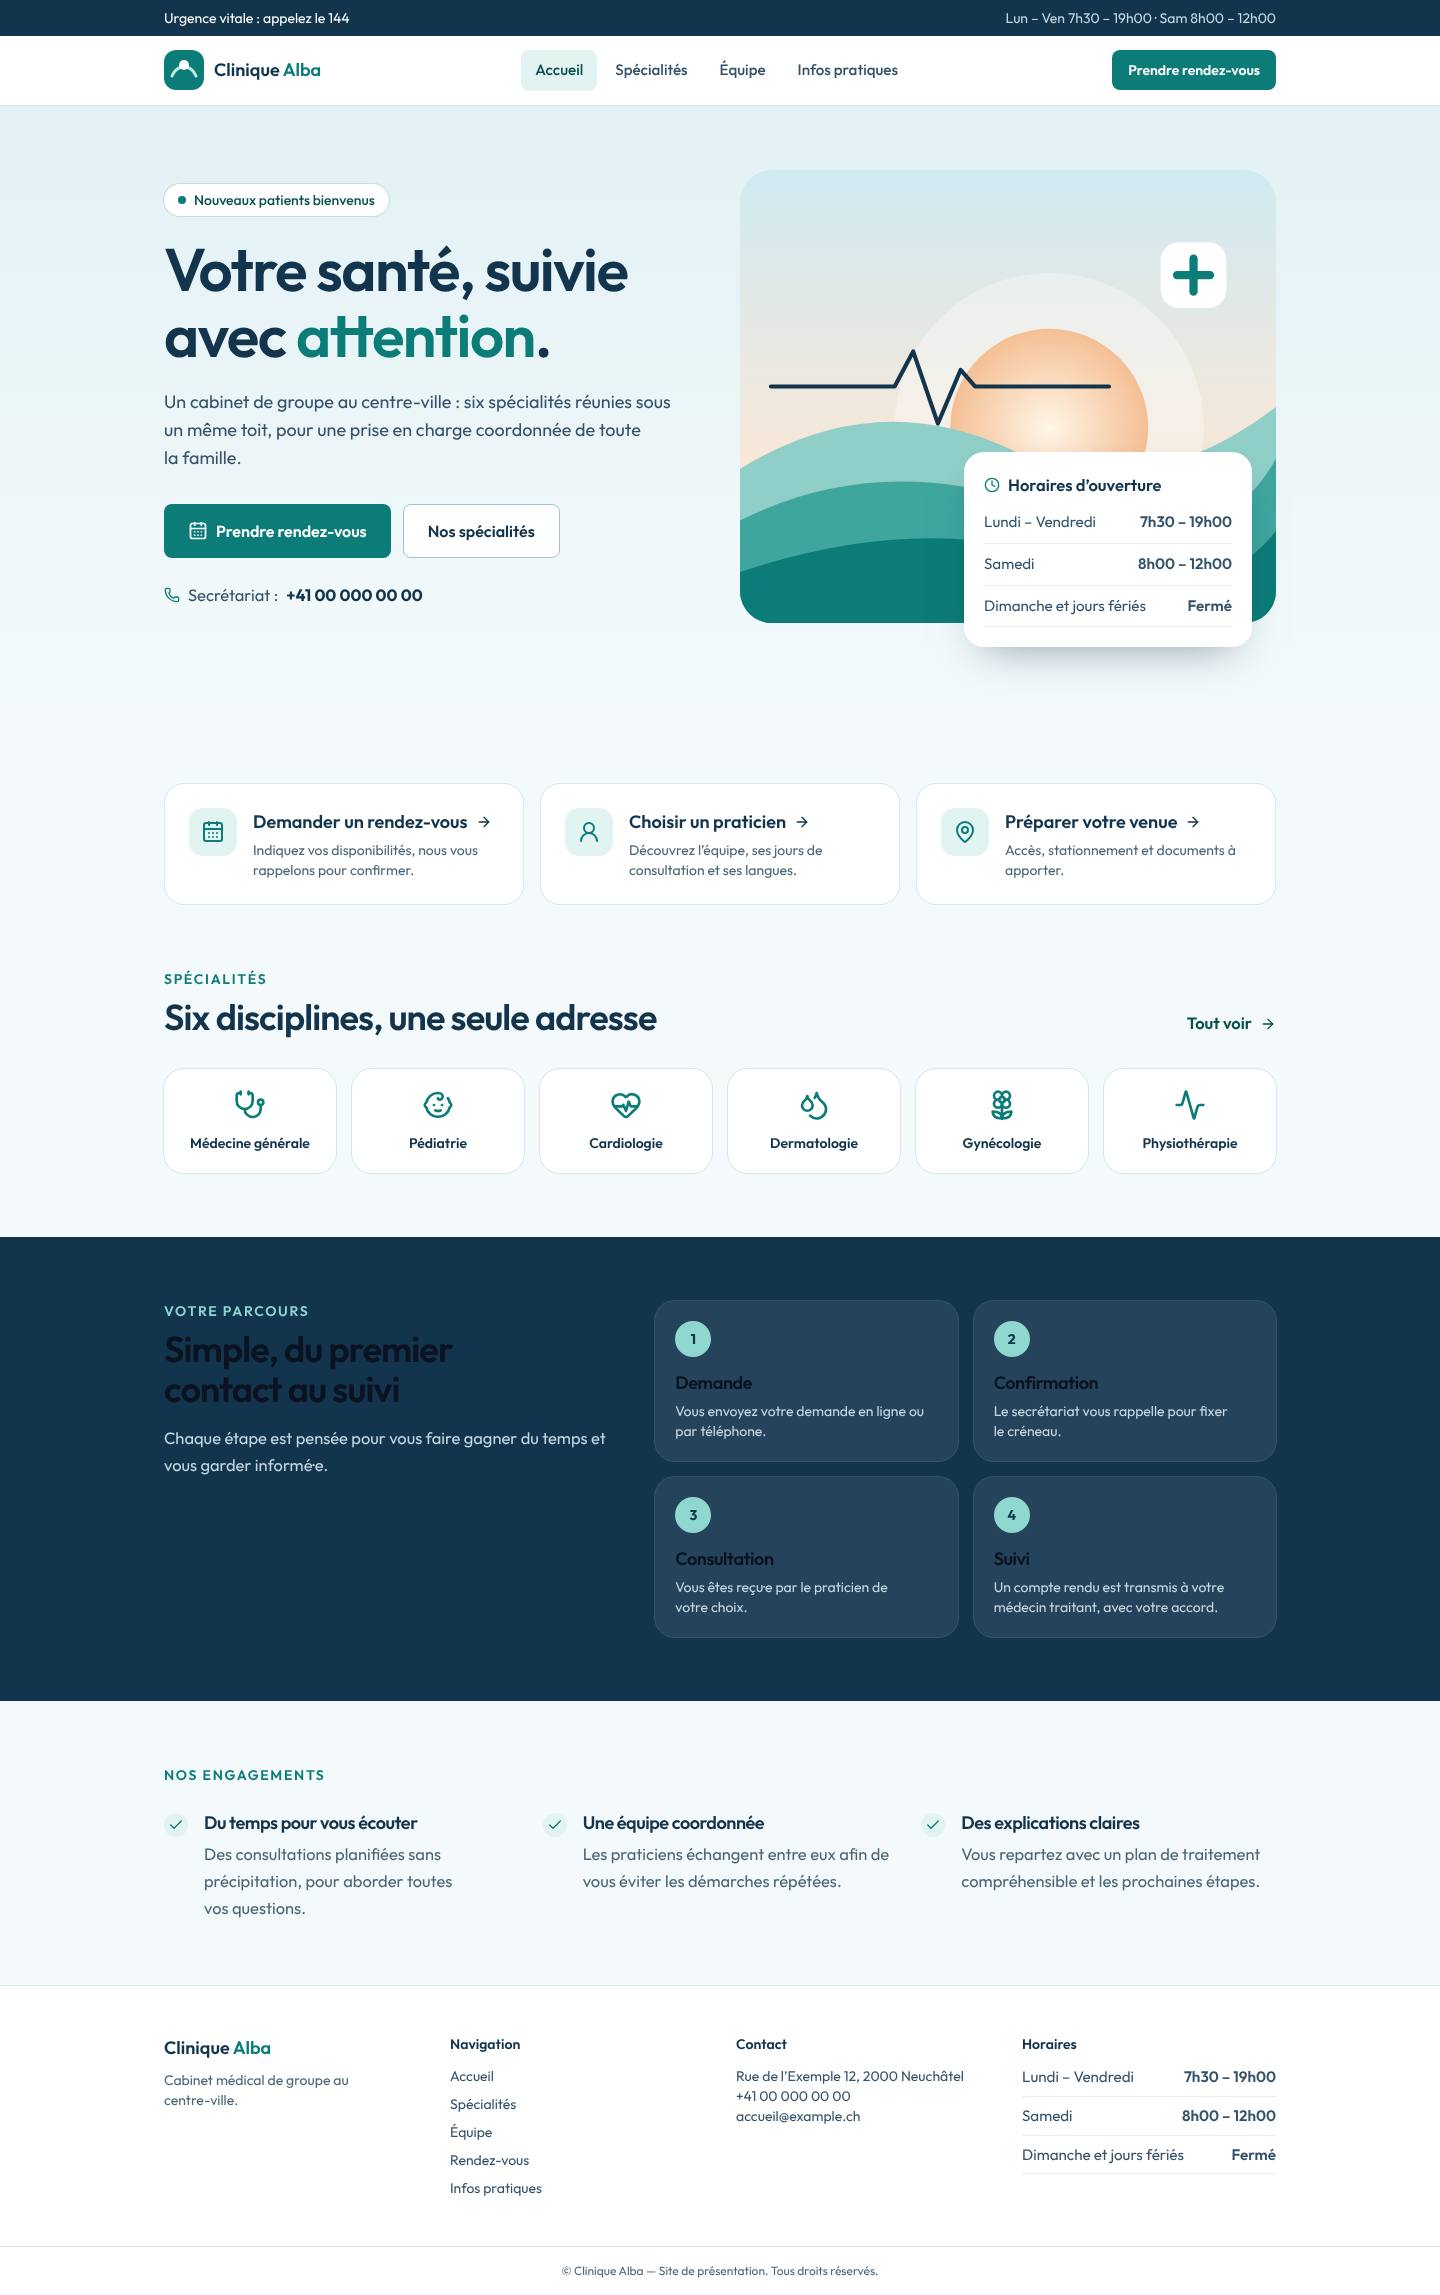 Urgence vitale : appelez le 144
Lun – Ven 7h30 – 19h00 · Sam 8h00 – 12h00
Clinique Alba
Accueil
Spécialités
Équipe
Infos pratiques
Prendre rendez-vous
Nouveaux patients bienvenus
Votre santé, suivie
avec attention.
Un cabinet de groupe au centre-ville : six spécialités réunies sous
un même toit, pour une prise en charge coordonnée de toute
la famille.
Prendre rendez-vous
Nos spécialités
Secrétariat : +41 00 000 00 00
Horaires d’ouverture
Lundi – Vendredi 7h30 – 19h00
Samedi 8h00 – 12h00
Dimanche et jours fériés Fermé
Demander un rendez-vous →
Indiquez vos disponibilités, nous vous
rappelons pour confirmer.
Choisir un praticien →
Découvrez l’équipe, ses jours de
consultation et ses langues.
Préparer votre venue →
Accès, stationnement et documents à
apporter.
SPÉCIALITÉS
Six disciplines, une seule adresse
Tout voir →
Médecine générale
Pédiatrie
Cardiologie
Dermatologie
Gynécologie
Physiothérapie
VOTRE PARCOURS
Simple, du premier
contact au suivi
Chaque étape est pensée pour vous faire gagner du temps et
vous garder informé·e.
1
Demande
Vous envoyez votre demande en ligne ou
par téléphone.
2
Confirmation
Le secrétariat vous rappelle pour fixer
le créneau.
3
Consultation
Vous êtes reçu·e par le praticien de
votre choix.
4
Suivi
Un compte rendu est transmis à votre
médecin traitant, avec votre accord.
NOS ENGAGEMENTS
Du temps pour vous écouter
Des consultations planifiées sans
précipitation, pour aborder toutes
vos questions.
Une équipe coordonnée
Les praticiens échangent entre eux afin de
vous éviter les démarches répétées.
Des explications claires
Vous repartez avec un plan de traitement
compréhensible et les prochaines étapes.
Clinique Alba
Cabinet médical de groupe au
centre-ville.
Navigation
Accueil
Spécialités
Équipe
Rendez-vous
Infos pratiques
Contact
Rue de l’Exemple 12, 2000 Neuchâtel
+41 00 000 00 00
accueil@example.ch
Horaires
Lundi – Vendredi 7h30 – 19h00
Samedi 8h00 – 12h00
Dimanche et jours fériés Fermé
© Clinique Alba — Site de présentation. Tous droits réservés.